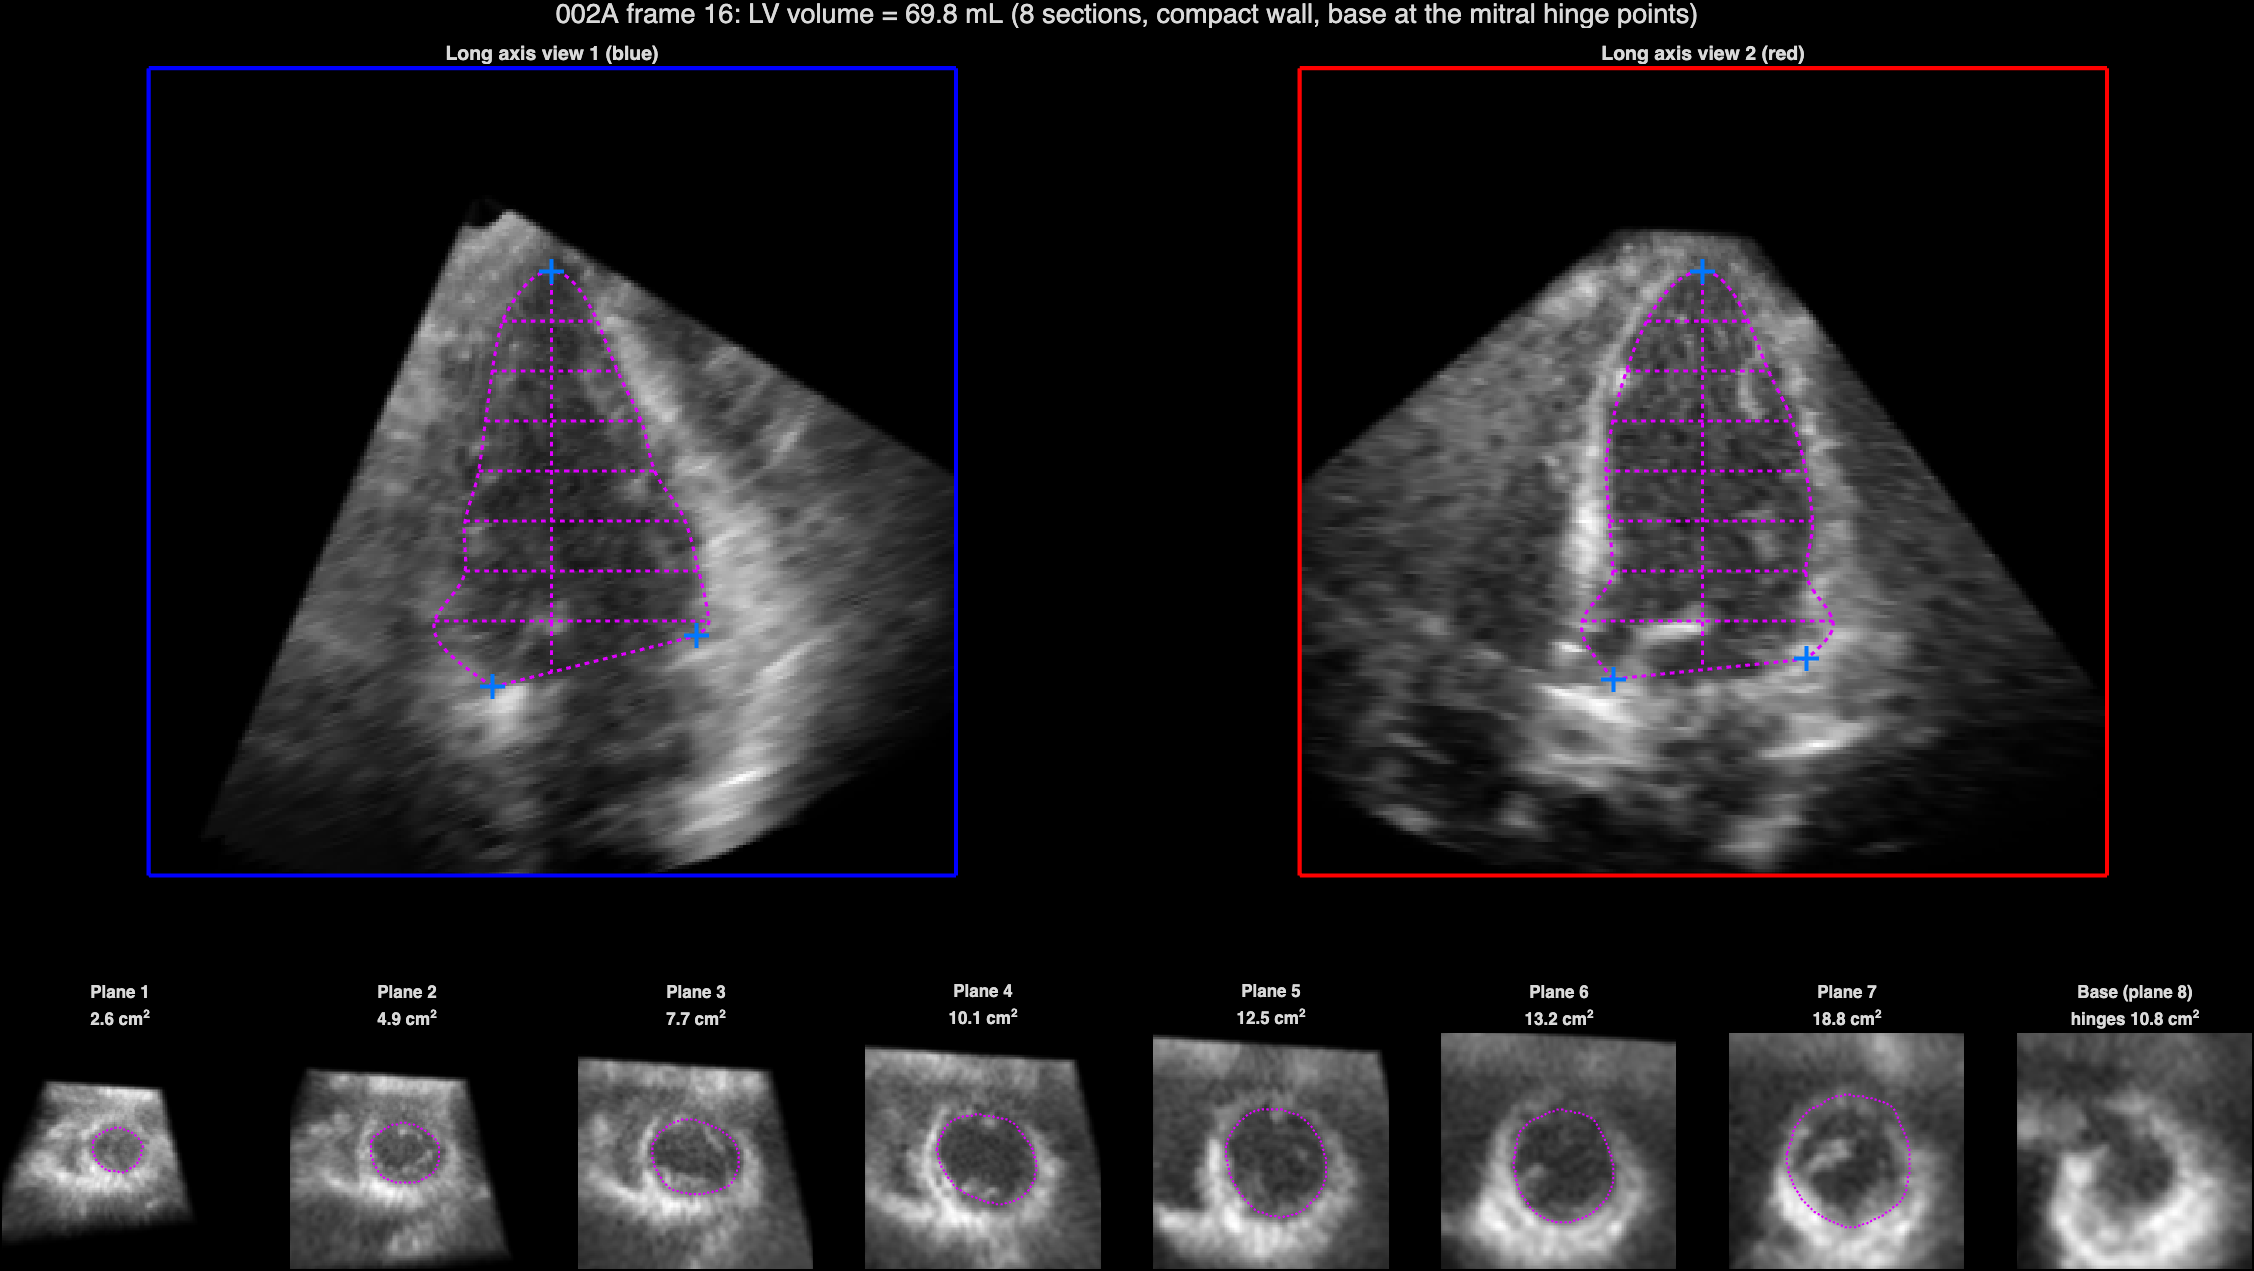 002A frame 16: LV volume = 69.8 mL (8 sections, compact wall, base at the mitral hinge points)
Long axis view 1 (blue)
Long axis view 2 (red)
Plane 1
2.6 cm²
Plane 2
4.9 cm²
Plane 3
7.7 cm²
Plane 4
10.1 cm²
Plane 5
12.5 cm²
Plane 6
13.2 cm²
Plane 7
18.8 cm²
Base (plane 8)
hinges 10.8 cm²